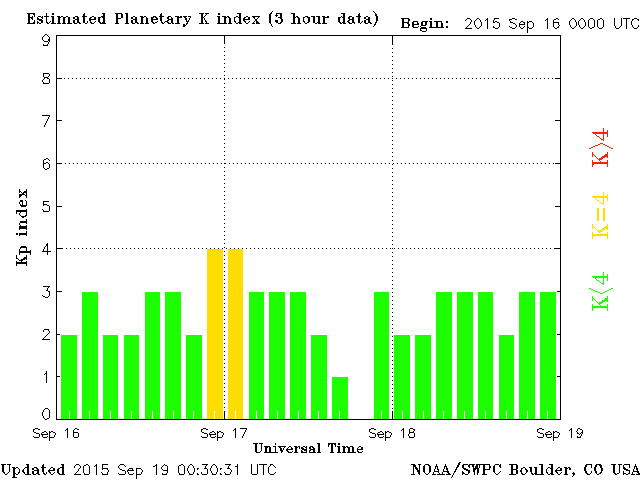 Estimated Planetary K index (3 hour data)
Begin: 2015 Sep 16 0000 UTC
9
8
7
6
5
4
3
2
1
0
Kp index
K>4
K=4
K<4
Sep 16
Sep 17
Sep 18
Sep 19
Universal Time
Updated 2015 Sep 19 00:30:31 UTC
NOAA/SWPC Boulder, CO USA